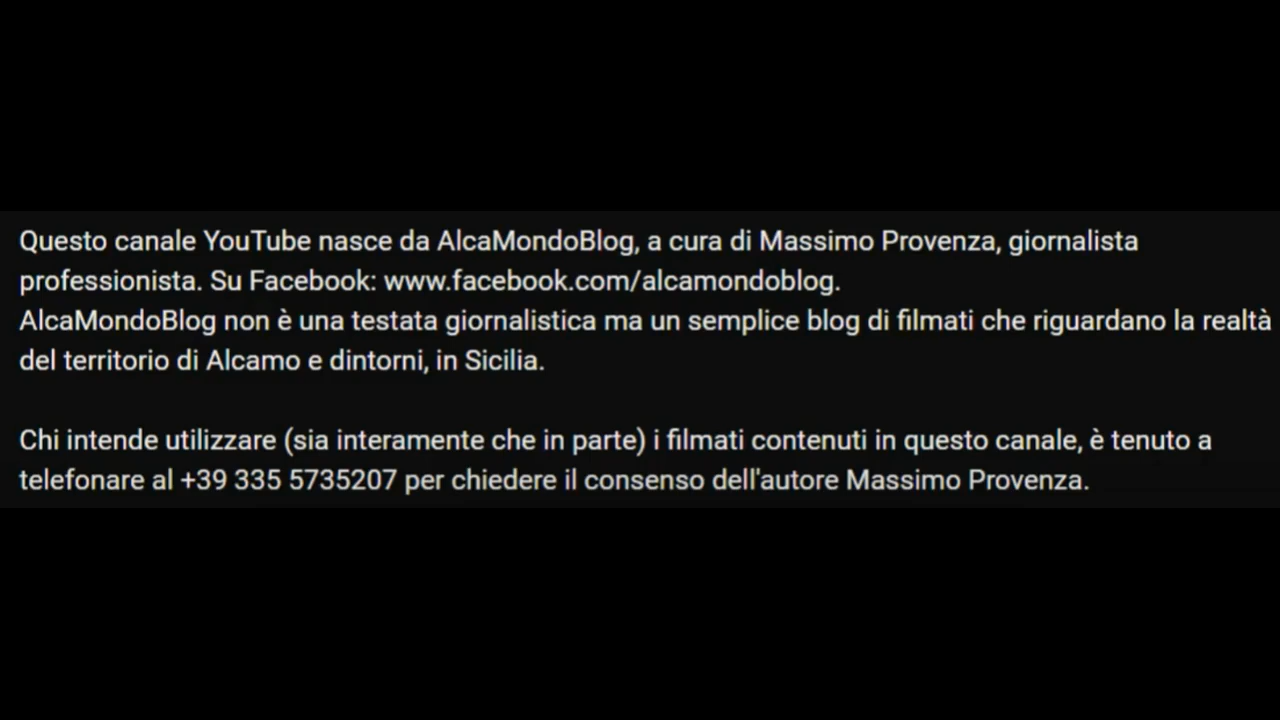 Questo canale YouTube nasce da AlcaMondoBlog, a cura di Massimo Provenza, giornalista
professionista. Su Facebook: www.facebook.com/alcamondoblog.
AlcaMondoBlog non è una testata giornalistica ma un semplice blog di filmati che riguardano la realtà
del territorio di Alcamo e dintorni, in Sicilia.
Chi intende utilizzare (sia interamente che in parte) i filmati contenuti in questo canale, è tenuto a
telefonare al +39 335 5735207 per chiedere il consenso dell'autore Massimo Provenza.